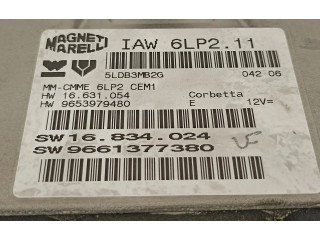 MAGNETI
MARELLI
IAW 6LP2.11
5LDB3MB2G 042 06
MM-CMME 6LP2 CEM1
HW 16.631.054 Corbetta
HW 9653979480 E 12V=
SW 16.834.024
SW 9661377380